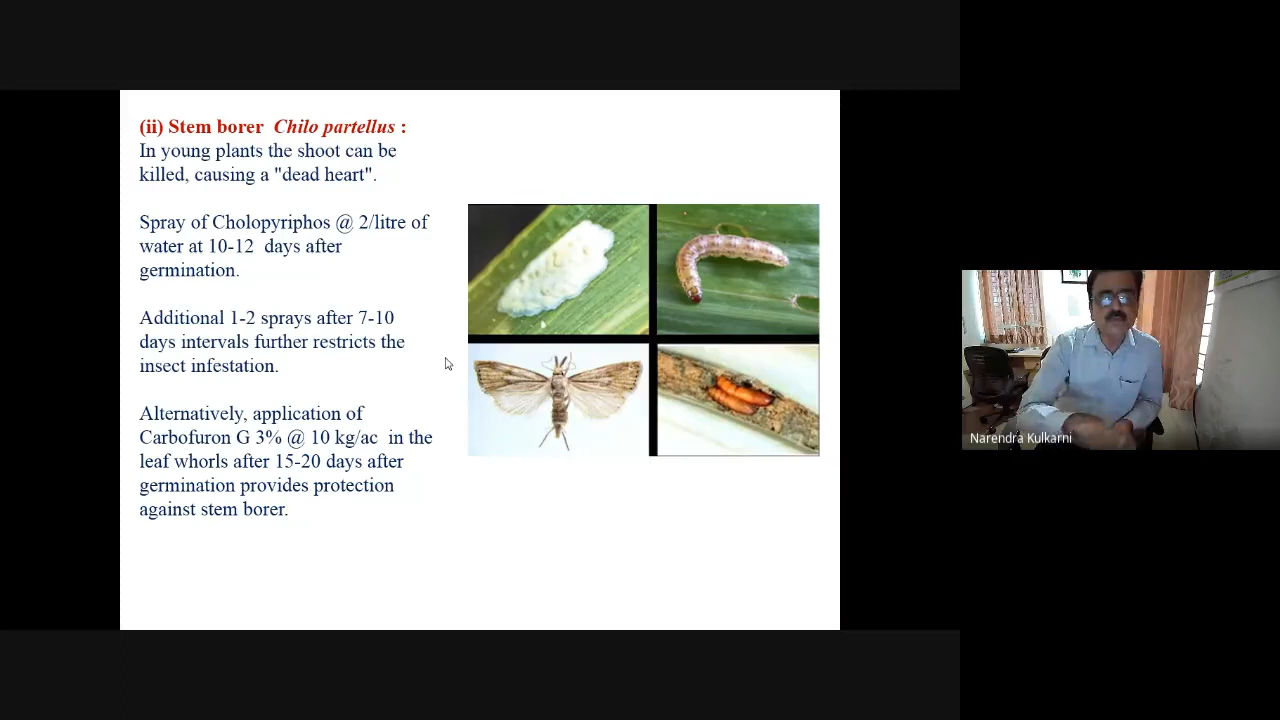 (ii) Stem borer Chilo partellus :
In young plants the shoot can be
killed, causing a "dead heart".
Spray of Cholopyriphos @ 2/litre of
water at 10-12 days after
germination.
Additional 1-2 sprays after 7-10
days intervals further restricts the
insect infestation.
Alternatively, application of
Carbofuron G 3% @ 10 kg/ac in the
leaf whorls after 15-20 days after
germination provides protection
against stem borer.
Narendra Kulkarni